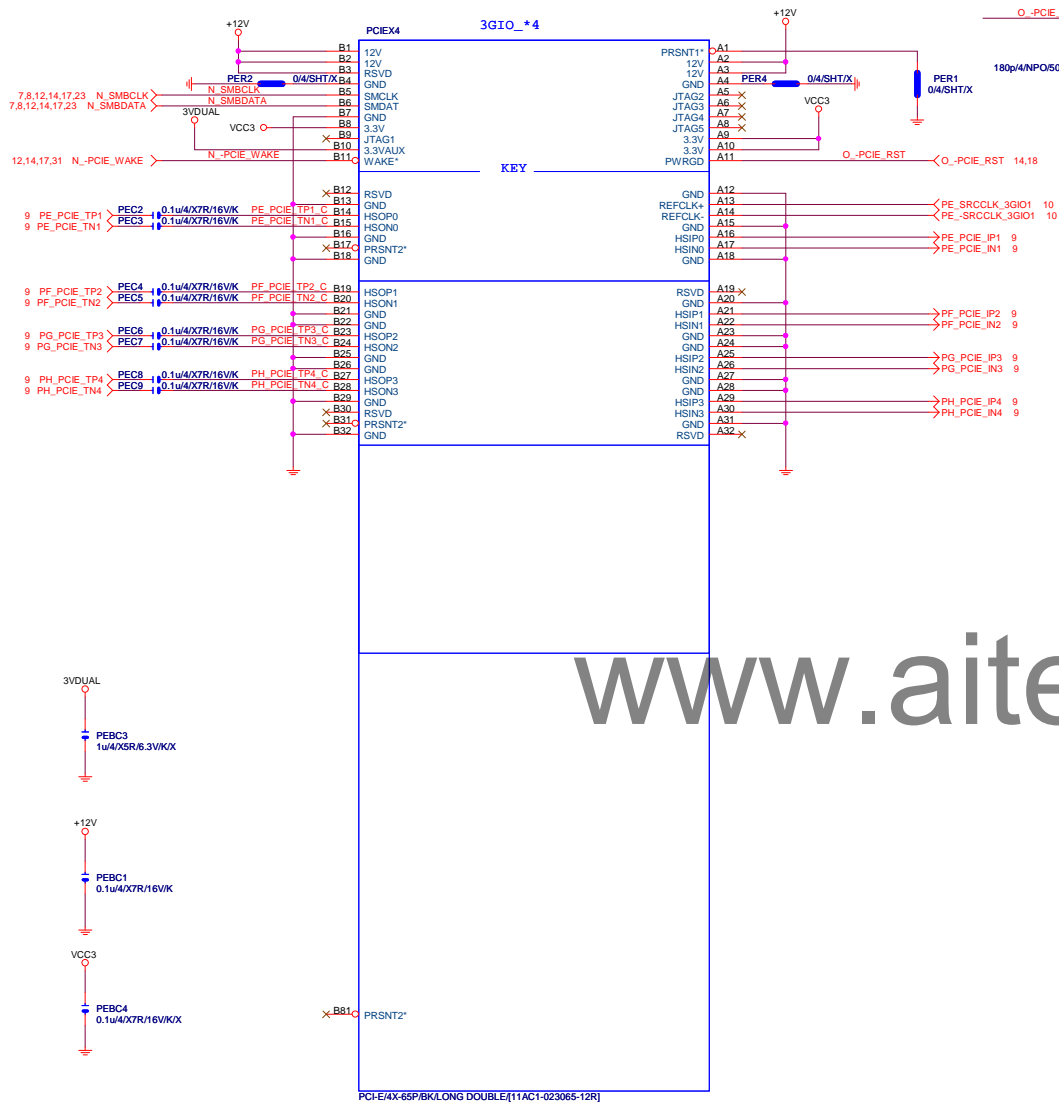 3GIO_*4
PCIEX4
+12V
+12V
O_-PCIE_
180p/4/NPO/50
B1 12V
B2 12V
B3 RSVD
B4 GND
B5 SMCLK
B6 SMDAT
B7 GND
B8 3.3V
B9 JTAG1
B10 3.3VAUX
B11 WAKE*
PRSNT1* A1
12V A2
12V A3
GND A4
JTAG2 A5
JTAG3 A6
JTAG4 A7
JTAG5 A8
3.3V A9
3.3V A10
PWRGD A11
PER2 0/4/SHT/X
PER4 0/4/SHT/X
PER1
0/4/SHT/X
7,8,12,14,17,23 N_SMBCLK N_SMBCLK
7,8,12,14,17,23 N_SMBDATA N_SMBDATA
3VDUAL
VCC3
VCC3
12,14,17,31 N_-PCIE_WAKE N_-PCIE_WAKE
O_-PCIE_RST O_-PCIE_RST 14,18
KEY
B12 RSVD
B13 GND
B14 HSOP0
B15 HSON0
B16 GND
B17 PRSNT2*
B18 GND
GND A12
REFCLK+ A13
REFCLK- A14
GND A15
HSIP0 A16
HSIN0 A17
GND A18
9 PE_PCIE_TP1 PEC2 0.1u/4/X7R/16V/K PE_PCIE_TP1_C
9 PE_PCIE_TN1 PEC3 0.1u/4/X7R/16V/K PE_PCIE_TN1_C
PE_SRCCLK_3GIO1 10
PE_-SRCCLK_3GIO1 10
PE_PCIE_IP1 9
PE_PCIE_IN1 9
B19 HSOP1
B20 HSON1
B21 GND
B22 GND
B23 HSOP2
B24 HSON2
B25 GND
B26 GND
B27 HSOP3
B28 HSON3
B29 GND
B30 RSVD
B31 PRSNT2*
B32 GND
RSVD A19
GND A20
HSIP1 A21
HSIN1 A22
GND A23
GND A24
HSIP2 A25
HSIN2 A26
GND A27
GND A28
HSIP3 A29
HSIN3 A30
GND A31
RSVD A32
9 PF_PCIE_TP2 PEC4 0.1u/4/X7R/16V/K PF_PCIE_TP2_C
9 PF_PCIE_TN2 PEC5 0.1u/4/X7R/16V/K PF_PCIE_TN2_C
9 PG_PCIE_TP3 PEC6 0.1u/4/X7R/16V/K PG_PCIE_TP3_C
9 PG_PCIE_TN3 PEC7 0.1u/4/X7R/16V/K PG_PCIE_TN3_C
9 PH_PCIE_TP4 PEC8 0.1u/4/X7R/16V/K PH_PCIE_TP4_C
9 PH_PCIE_TN4 PEC9 0.1u/4/X7R/16V/K PH_PCIE_TN4_C
PF_PCIE_IP2 9
PF_PCIE_IN2 9
PG_PCIE_IP3 9
PG_PCIE_IN3 9
PH_PCIE_IP4 9
PH_PCIE_IN4 9
www.aite
3VDUAL
PEBC3
1u/4/X5R/6.3V/K/X
+12V
PEBC1
0.1u/4/X7R/16V/K
VCC3
PEBC4
0.1u/4/X7R/16V/K/X
B81 PRSNT2*
PCI-E/4X-65P/BK/LONG DOUBLE/[11AC1-023065-12R]